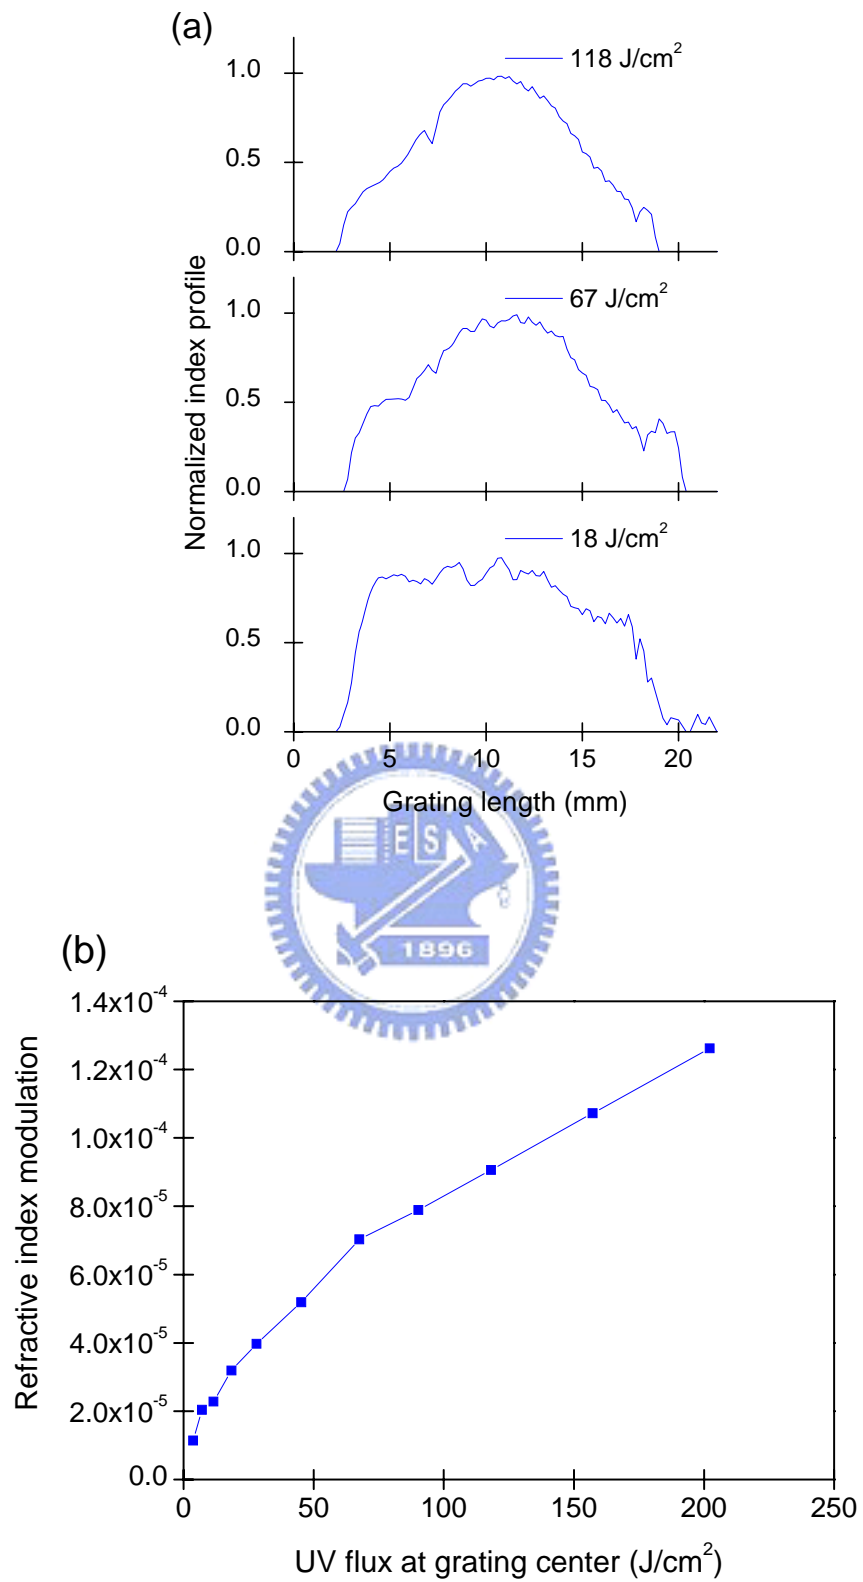 (a)
118 J/cm²
1.0
0.5
0.0
67 J/cm²
1.0
0.5
0.0
18 J/cm²
1.0
0.5
0.0
0 5 10 15 20
Normalized index profile
Grating length (mm)
E S A
1896
(b)
1.4x10⁻⁴
1.2x10⁻⁴
1.0x10⁻⁴
8.0x10⁻⁵
6.0x10⁻⁵
4.0x10⁻⁵
2.0x10⁻⁵
0.0
0 50 100 150 200 250
Refractive index modulation
UV flux at grating center (J/cm²)